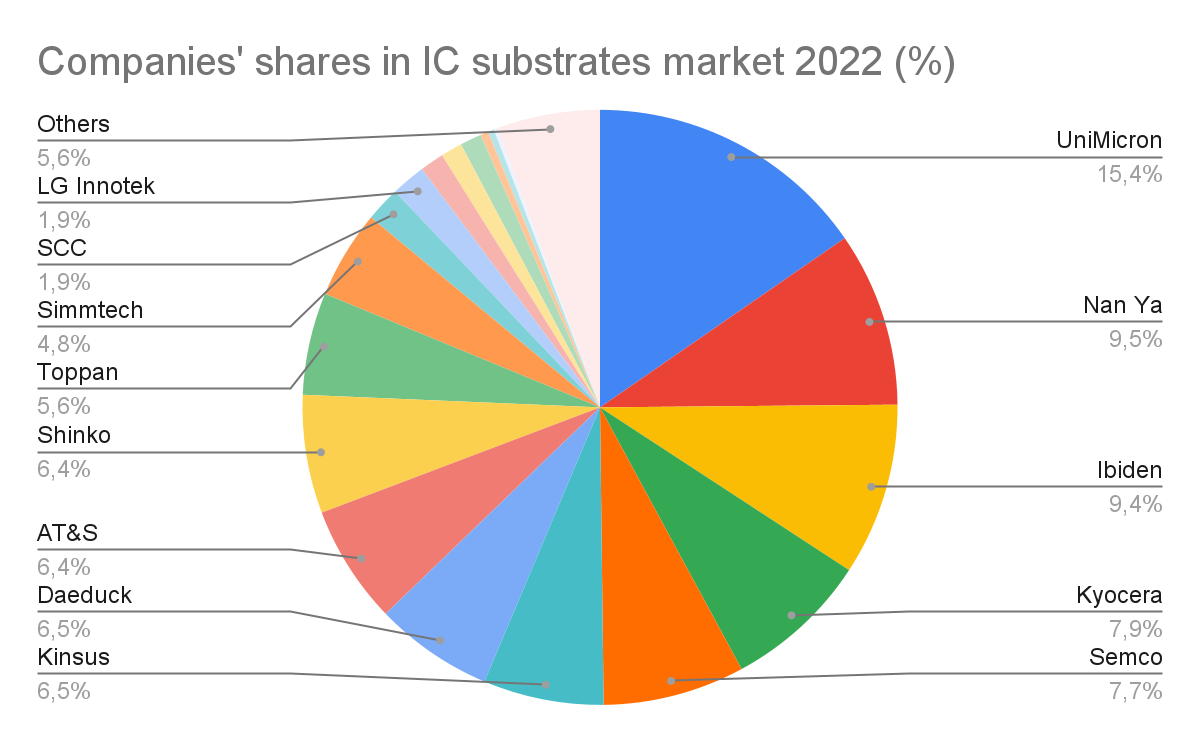 Companies' shares in IC substrates market 2022 (%)
Others
5,6%
LG Innotek
1,9%
SCC
1,9%
Simmtech
4,8%
Toppan
5,6%
Shinko
6,4%
AT&S
6,4%
Daeduck
6,5%
Kinsus
6,5%
UniMicron
15,4%
Nan Ya
9,5%
Ibiden
9,4%
Kyocera
7,9%
Semco
7,7%